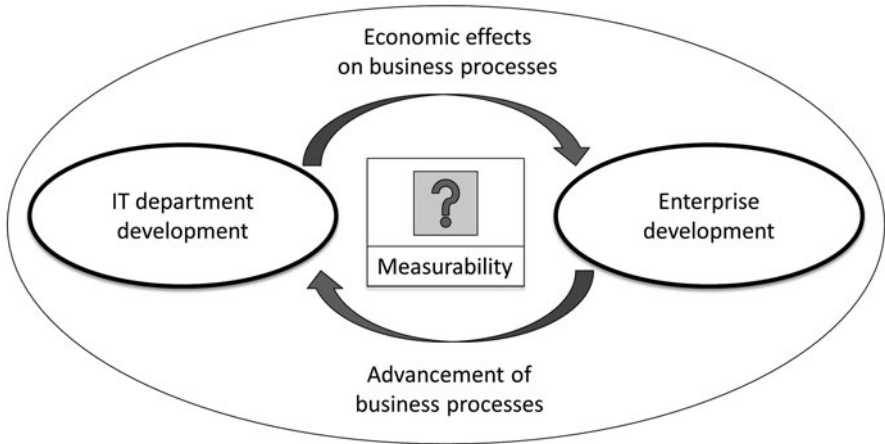 Economic effects
on business processes
IT department
development
?
Measurability
Enterprise
development
Advancement of
business processes